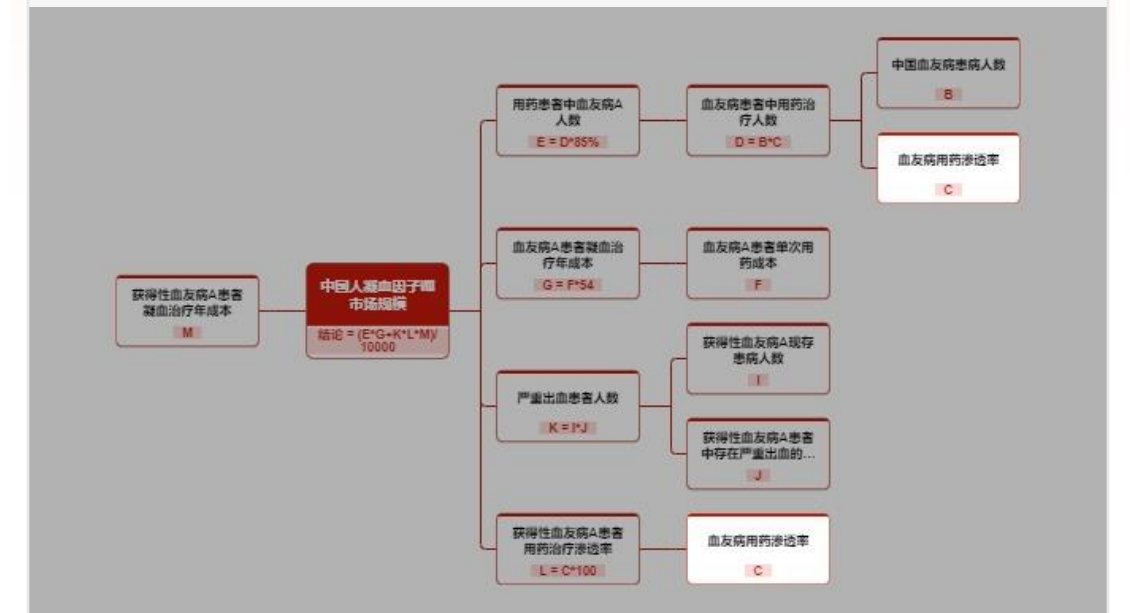 中国血友病患病人数
B
用药患者中血友病A
人数
E = D*85%
血友病患者中用药治
疗人数
D = B*C
血友病用药渗透率
C
血友病A患者凝血治
疗年成本
G = F*54
血友病A患者单次用
药成本
F
获得性血友病A患者
凝血治疗年成本
M
中国人凝血因子Ⅷ
市场规模
结论 = (E*G+K*L*M)/
10000
获得性血友病A现存
患病人数
I
严重出血患者人数
K = I*J
获得性血友病A患者
中存在严重出血的...
J
获得性血友病A患者
用药治疗渗透率
L = C*100
血友病用药渗透率
C